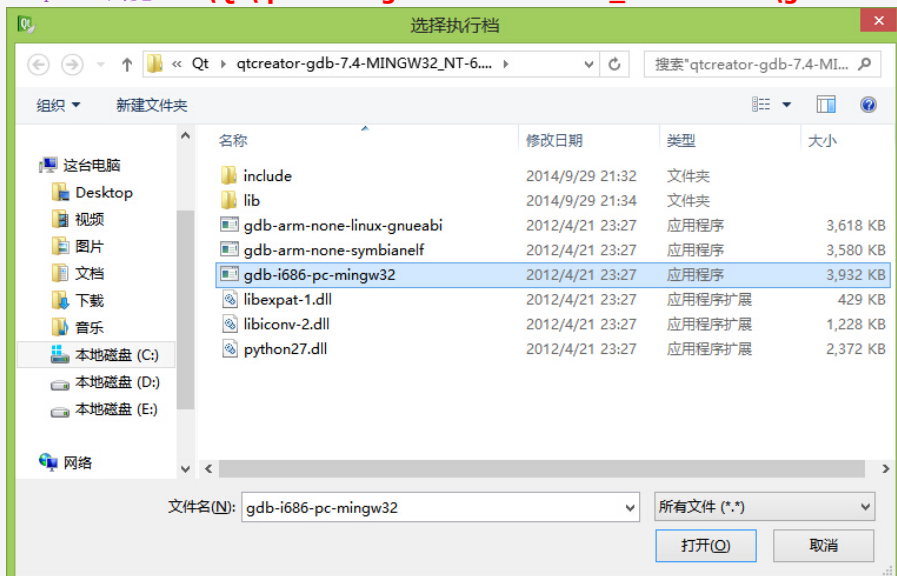 选择执行档
« Qt qtcreator-gdb-7.4-MINGW32_NT-6....
搜索"qtcreator-gdb-7.4-MI...
组织 新建文件夹
名称 修改日期 类型 大小
这台电脑
Desktop
视频
图片
文档
下载
音乐
本地磁盘 (C:)
本地磁盘 (D:)
本地磁盘 (E:)
网络
include 2014/9/29 21:32 文件夹
lib 2014/9/29 21:34 文件夹
gdb-arm-none-linux-gnueabi 2012/4/21 23:27 应用程序 3,618 KB
gdb-arm-none-symbianelf 2012/4/21 23:27 应用程序 3,580 KB
gdb-i686-pc-mingw32 2012/4/21 23:27 应用程序 3,932 KB
libexpat-1.dll 2012/4/21 23:27 应用程序扩展 429 KB
libiconv-2.dll 2012/4/21 23:27 应用程序扩展 1,228 KB
python27.dll 2012/4/21 23:27 应用程序扩展 2,372 KB
文件名(N): gdb-i686-pc-mingw32 所有文件 (*.*)
打开(O) 取消